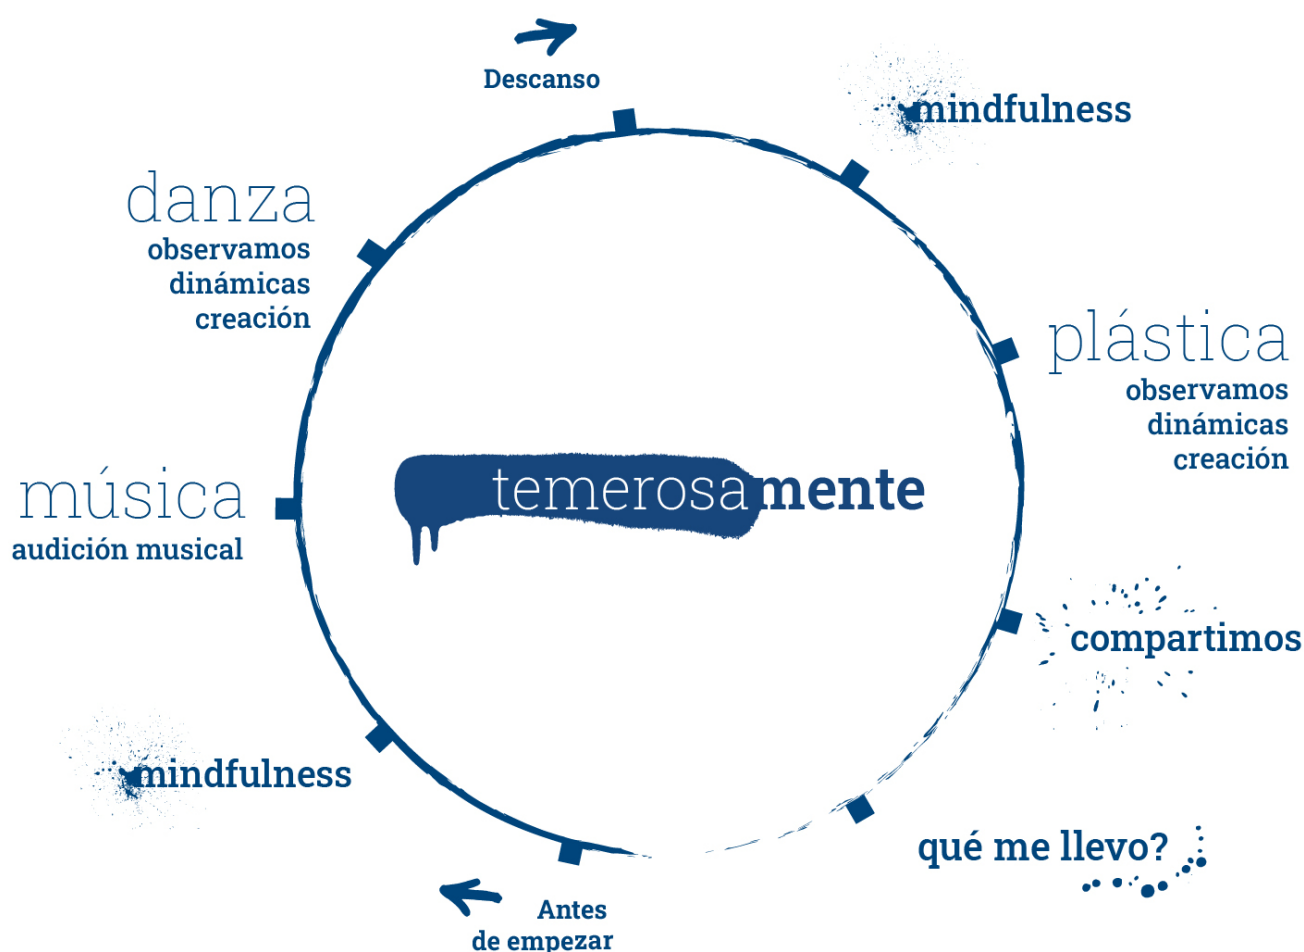 Descanso
mindfulness
danza
observamos
dinámicas
creación
plástica
observamos
dinámicas
creación
música
audición musical
temerosamente
compartimos
mindfulness
qué me llevo?
Antes
de empezar